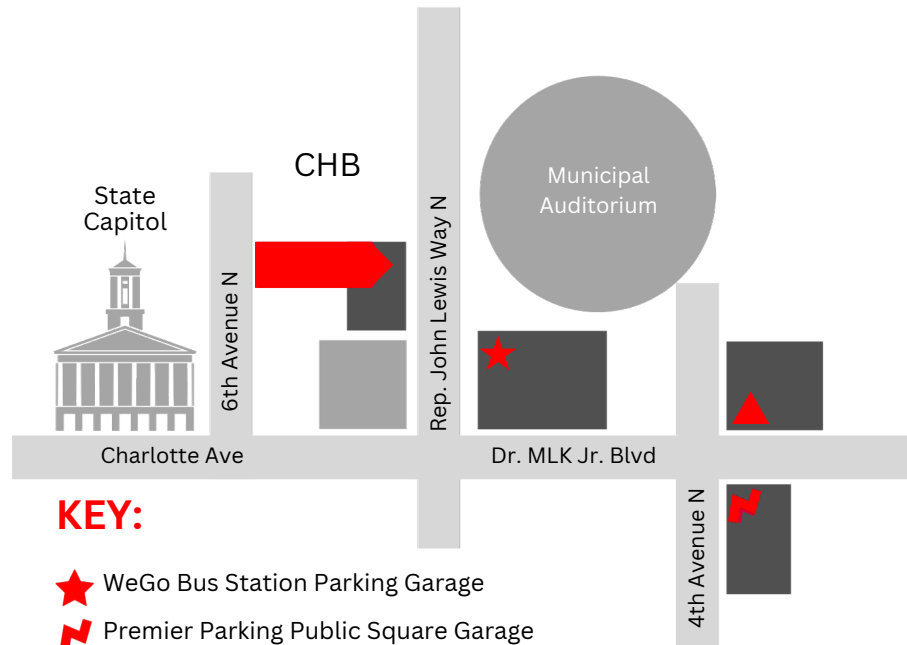 CHB
State
Capitol
Municipal
Auditorium
6th Avenue N
Rep. John Lewis Way N
Charlotte Ave
Dr. MLK Jr. Blvd
4th Avenue N
KEY:
WeGo Bus Station Parking Garage
Premier Parking Public Square Garage